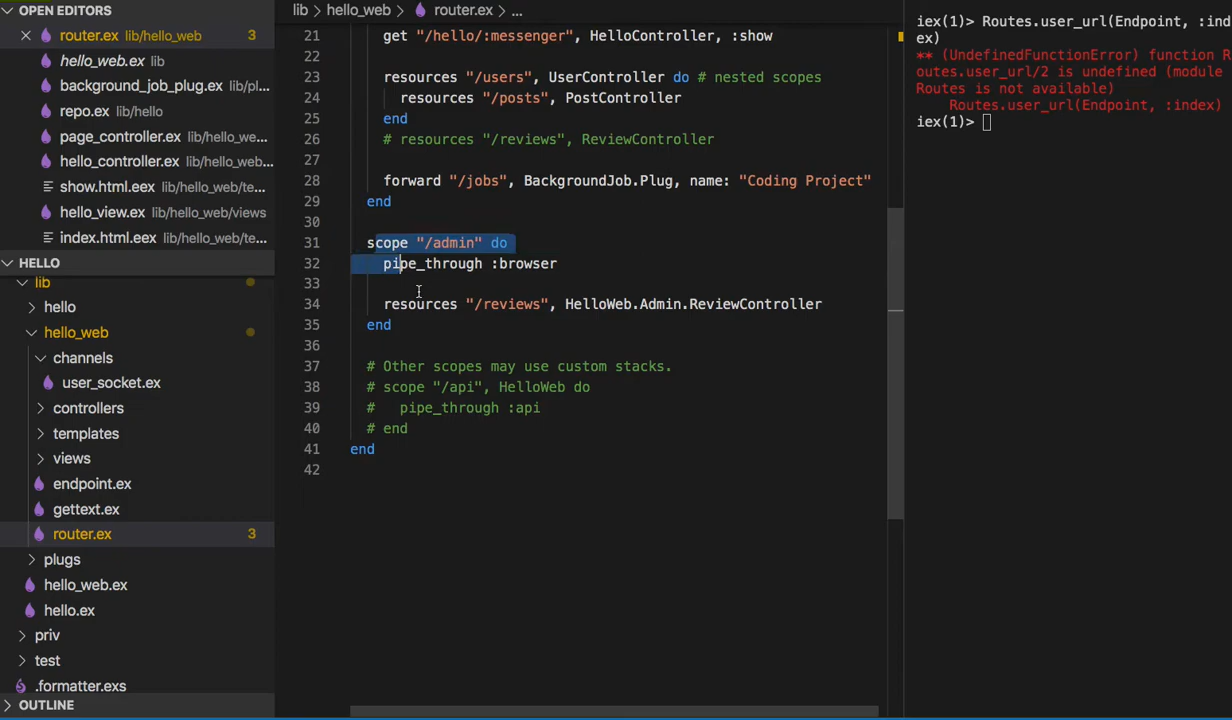 OPEN EDITORS
router.ex lib/hello_web 3
hello_web.ex lib
background_job_plug.ex lib/pl...
repo.ex lib/hello
page_controller.ex lib/hello_we...
hello_controller.ex lib/hello_web...
show.html.eex lib/hello_web/te...
hello_view.ex lib/hello_web/views
index.html.eex lib/hello_web/te...
HELLO
lib
hello
hello_web
channels
user_socket.ex
controllers
templates
views
endpoint.ex
gettext.ex
router.ex 3
plugs
hello_web.ex
hello.ex
priv
test
.formatter.exs
OUTLINE
lib > hello_web > router.ex > ...
21 get "/hello/:messenger", HelloController, :show
22
23 resources "/users", UserController do # nested scopes
24 resources "/posts", PostController
25 end
26 # resources "/reviews", ReviewController
27
28 forward "/jobs", BackgroundJob.Plug, name: "Coding Project"
29 end
30
31 scope "/admin" do
32 pipe_through :browser
33
34 resources "/reviews", HelloWeb.Admin.ReviewController
35 end
36
37 # Other scopes may use custom stacks.
38 # scope "/api", HelloWeb do
39 #   pipe_through :api
40 # end
41 end
42
iex(1)> Routes.user_url(Endpoint, :ind
ex)
** (UndefinedFunctionError) function R
outes.user_url/2 is undefined (module
Routes is not available)
Routes.user_url(Endpoint, :index)
iex(1)>